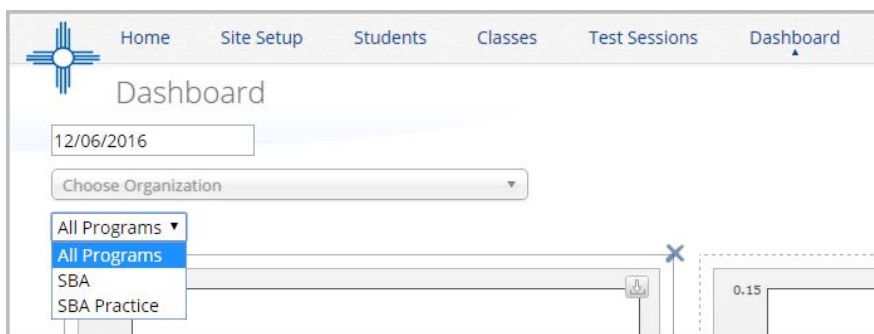 Home Site Setup Students Classes Test Sessions Dashboard
Dashboard
12/06/2016
Choose Organization
All Programs
All Programs
SBA
SBA Practice
0.15